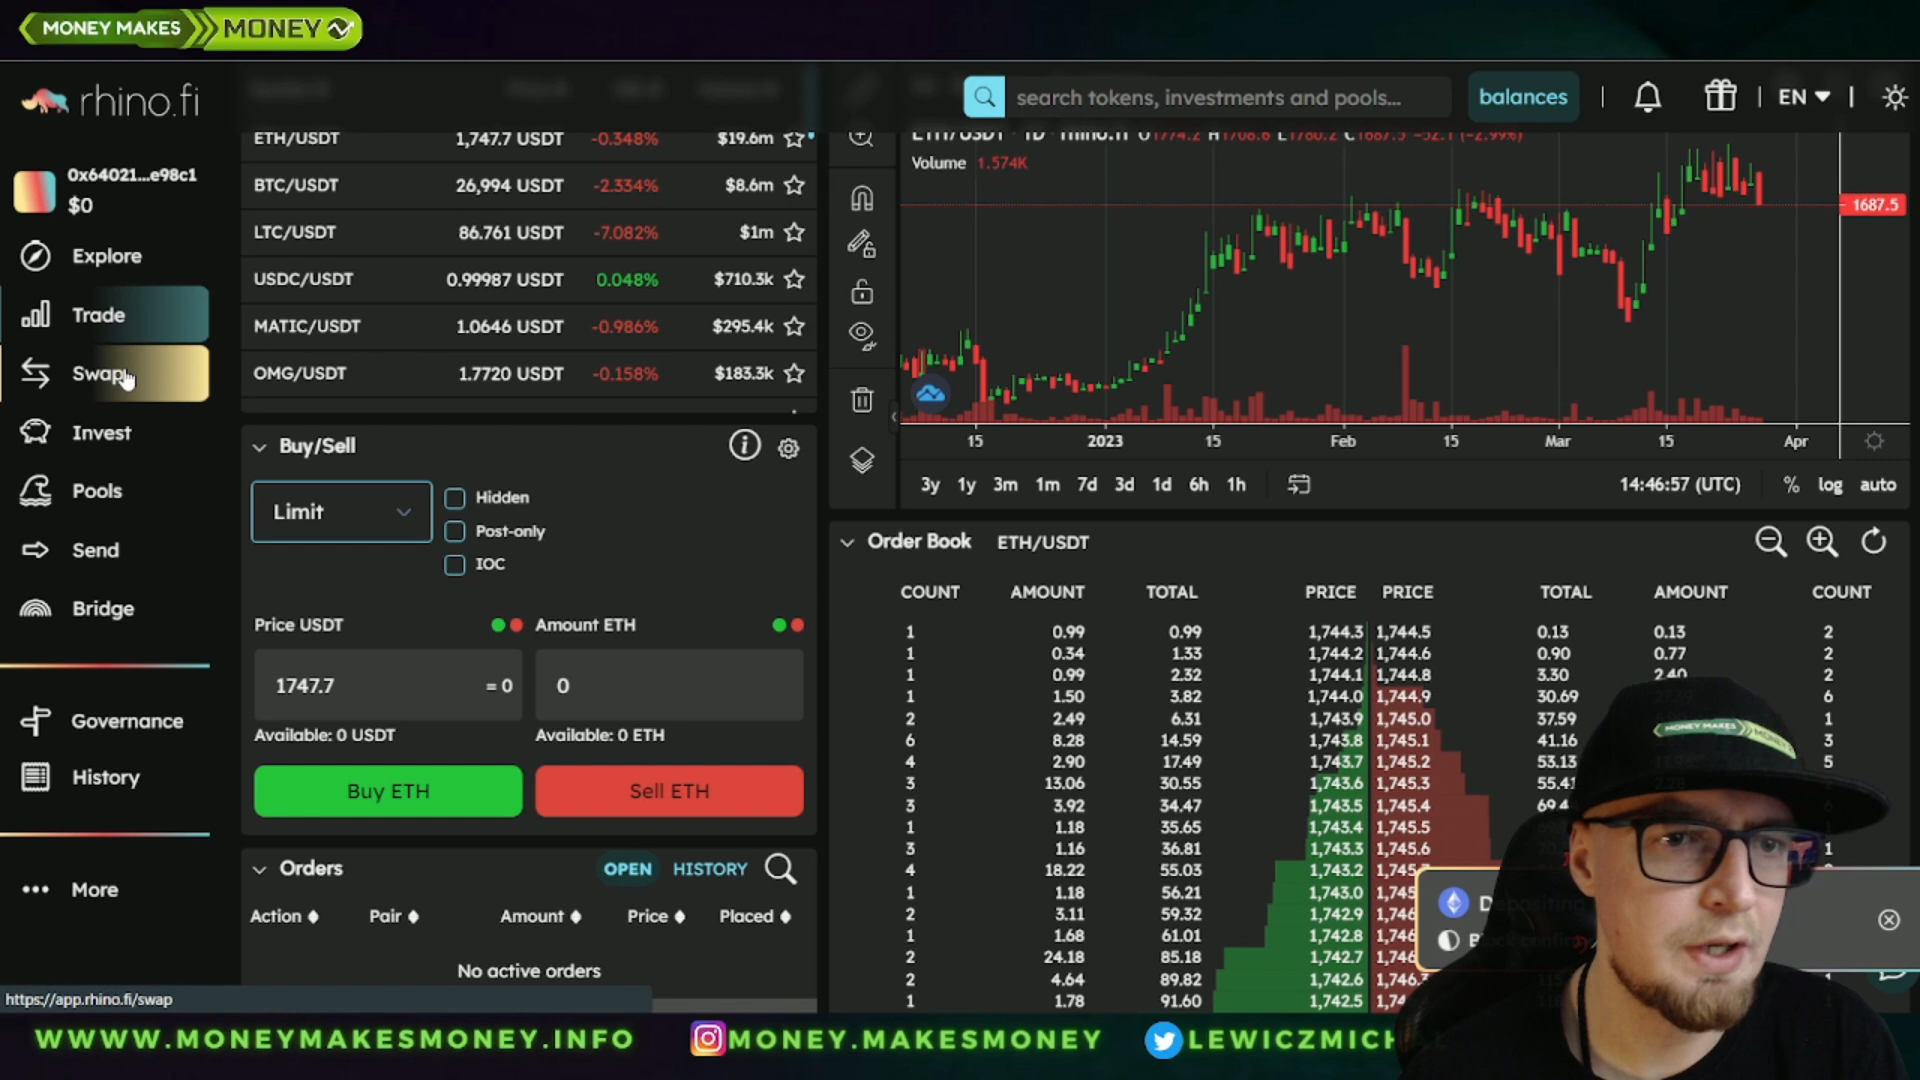 MONEY MAKES MONEY
rhino.fi
search tokens, investments and pools...
balances
EN
0x64021...e98c1
$0
Explore
Trade
Swap
Invest
Pools
Send
Bridge
Governance
History
More
ETH/USDT 1,747.7 USDT -0.348% $19.6m
BTC/USDT 26,994 USDT -2.334% $8.6m
LTC/USDT 86.761 USDT -7.082% $1m
USDC/USDT 0.99987 USDT 0.048% $710.3k
MATIC/USDT 1.0646 USDT -0.986% $295.4k
OMG/USDT 1.7720 USDT -0.158% $183.3k
Buy/Sell
Limit
Hidden
Post-only
IOC
Price USDT
Amount ETH
1747.7 = 0
0
Available: 0 USDT
Available: 0 ETH
Buy ETH
Sell ETH
Orders
OPEN
HISTORY
Action Pair Amount Price Placed
No active orders
https://app.rhino.fi/swap
ETH/USDT · 1D · rhino.fi
Volume 1.574K
1687.5
15 2023 15 Feb 15 Mar 15 Apr
3y 1y 3m 1m 7d 3d 1d 6h 1h
14:46:57 (UTC)
% log auto
Order Book ETH/USDT
COUNT AMOUNT TOTAL PRICE PRICE TOTAL AMOUNT COUNT
1 0.99 0.99 1,744.3 1,744.5 0.13 0.13 2
1 0.34 1.33 1,744.2 1,744.6 0.90 0.77 2
1 0.99 2.32 1,744.1 1,744.8 3.30 2.40 2
1 1.50 3.82 1,744.0 1,744.9 30.69 6
2 2.49 6.31 1,743.9 1,745.0 37.59 1
6 8.28 14.59 1,743.8 1,745.1 41.16 3
4 2.90 17.49 1,743.7 1,745.2 53.13 5
3 13.06 30.55 1,743.6 1,745.3 55.41
3 3.92 34.47 1,743.5 1,745.4
1 1.18 35.65 1,743.4 1,745.5
3 1.16 36.81 1,743.3 1,745.6 1
4 18.22 55.03 1,743.2
1 1.18 56.21 1,743.0
2 3.11 59.32 1,742.9
1 1.68 61.01 1,742.8
2 24.18 85.18 1,742.7
2 4.64 89.82 1,742.6
1 1.78 91.60 1,742.5
MONEY MAKES MONEY
WWWW.MONEYMAKESMONEY.INFO
MONEY.MAKESMONEY